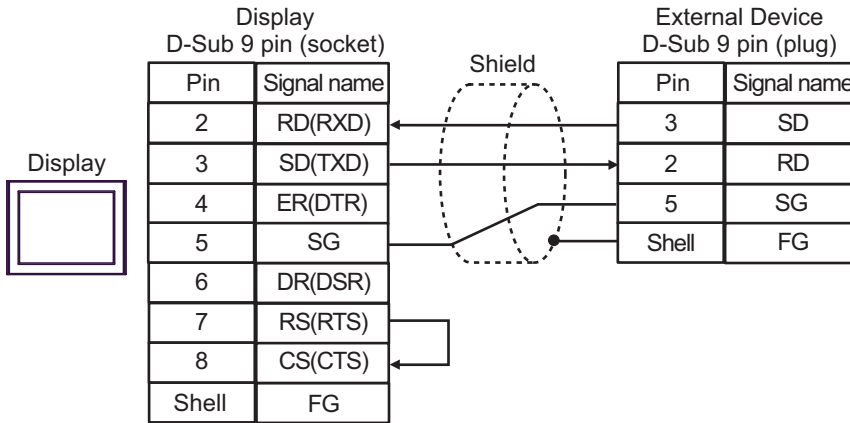 Display
D-Sub 9 pin (socket)
External Device
D-Sub 9 pin (plug)
Shield
Display
Pin Signal name
2 RD(RXD)
3 SD(TXD)
4 ER(DTR)
5 SG
6 DR(DSR)
7 RS(RTS)
8 CS(CTS)
Shell FG
Pin Signal name
3 SD
2 RD
5 SG
Shell FG